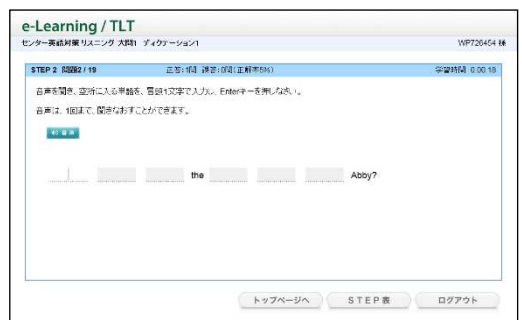 e-Learning / TLT
センター英語対策 リスニング 大問1 ディクテーション1 WP726454 様
STEP 2 問題2 / 19 正答:1問 誤答:0問(正解率5%) 学習時間 0:00:18
音声を聞き、空所に入る単語を、冒頭1文字で入力し、Enterキーを押しなさい。
音声は、1回まで、聞きなおすことができます。
音声
the Abby?
トップページへ STEP表 ログアウト